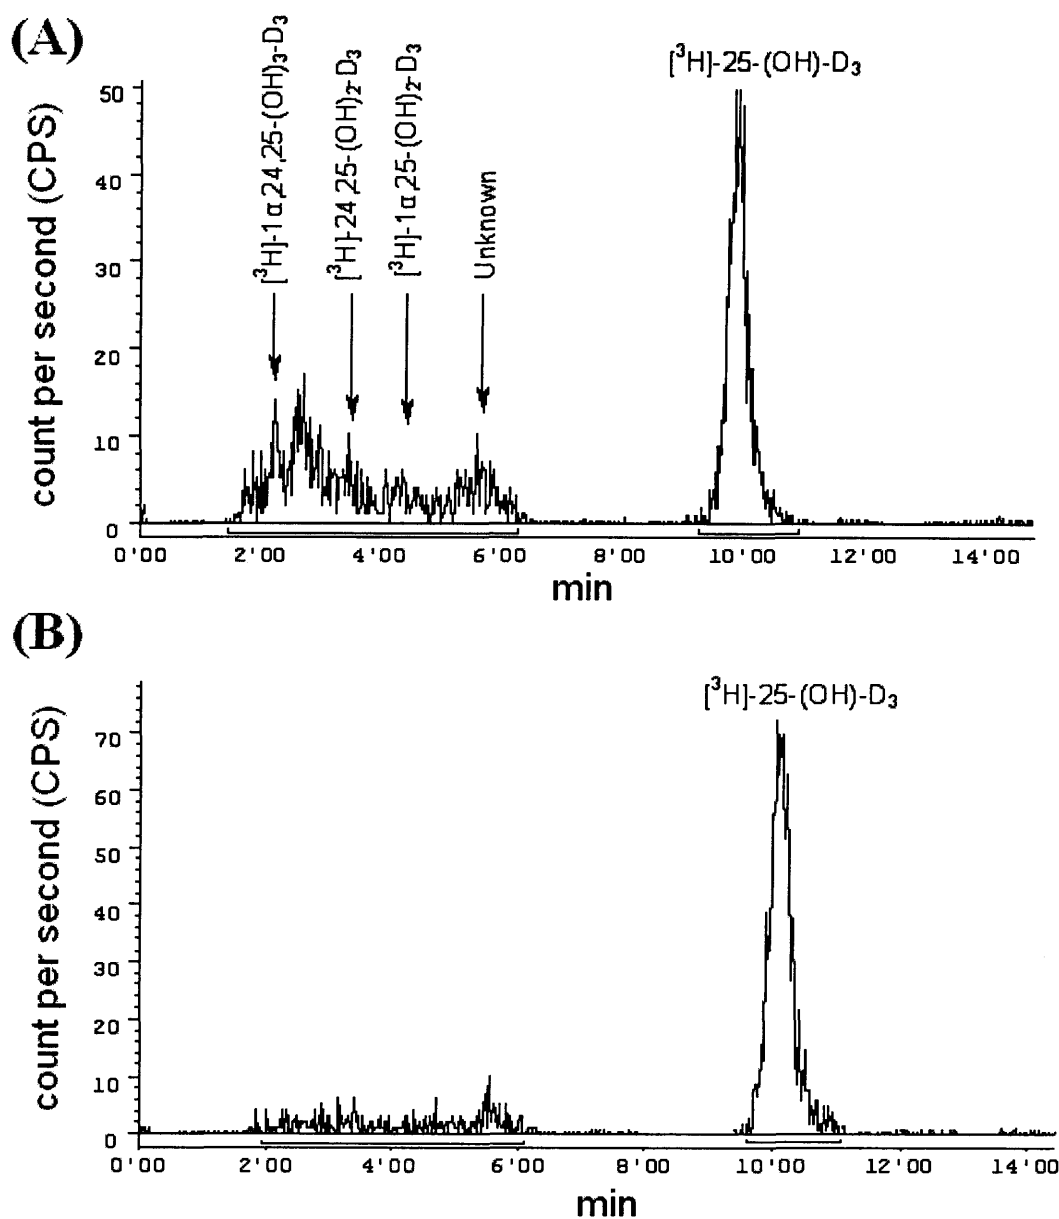 (A)
[³H]-1α,24,25-(OH)₃-D₃
[³H]-24,25-(OH)₂-D₃
[³H]-1α,25-(OH)₂-D₃
Unknown
[³H]-25-(OH)-D₃
count per second (CPS)
50
40
30
20
10
0
0'00 2'00 4'00 6'00 8'00 10'00 12'00 14'00
min
(B)
[³H]-25-(OH)-D₃
count per second (CPS)
70
60
50
40
30
20
10
0
0'00 2'00 4'00 6'00 8'00 10'00 12'00 14'00
min